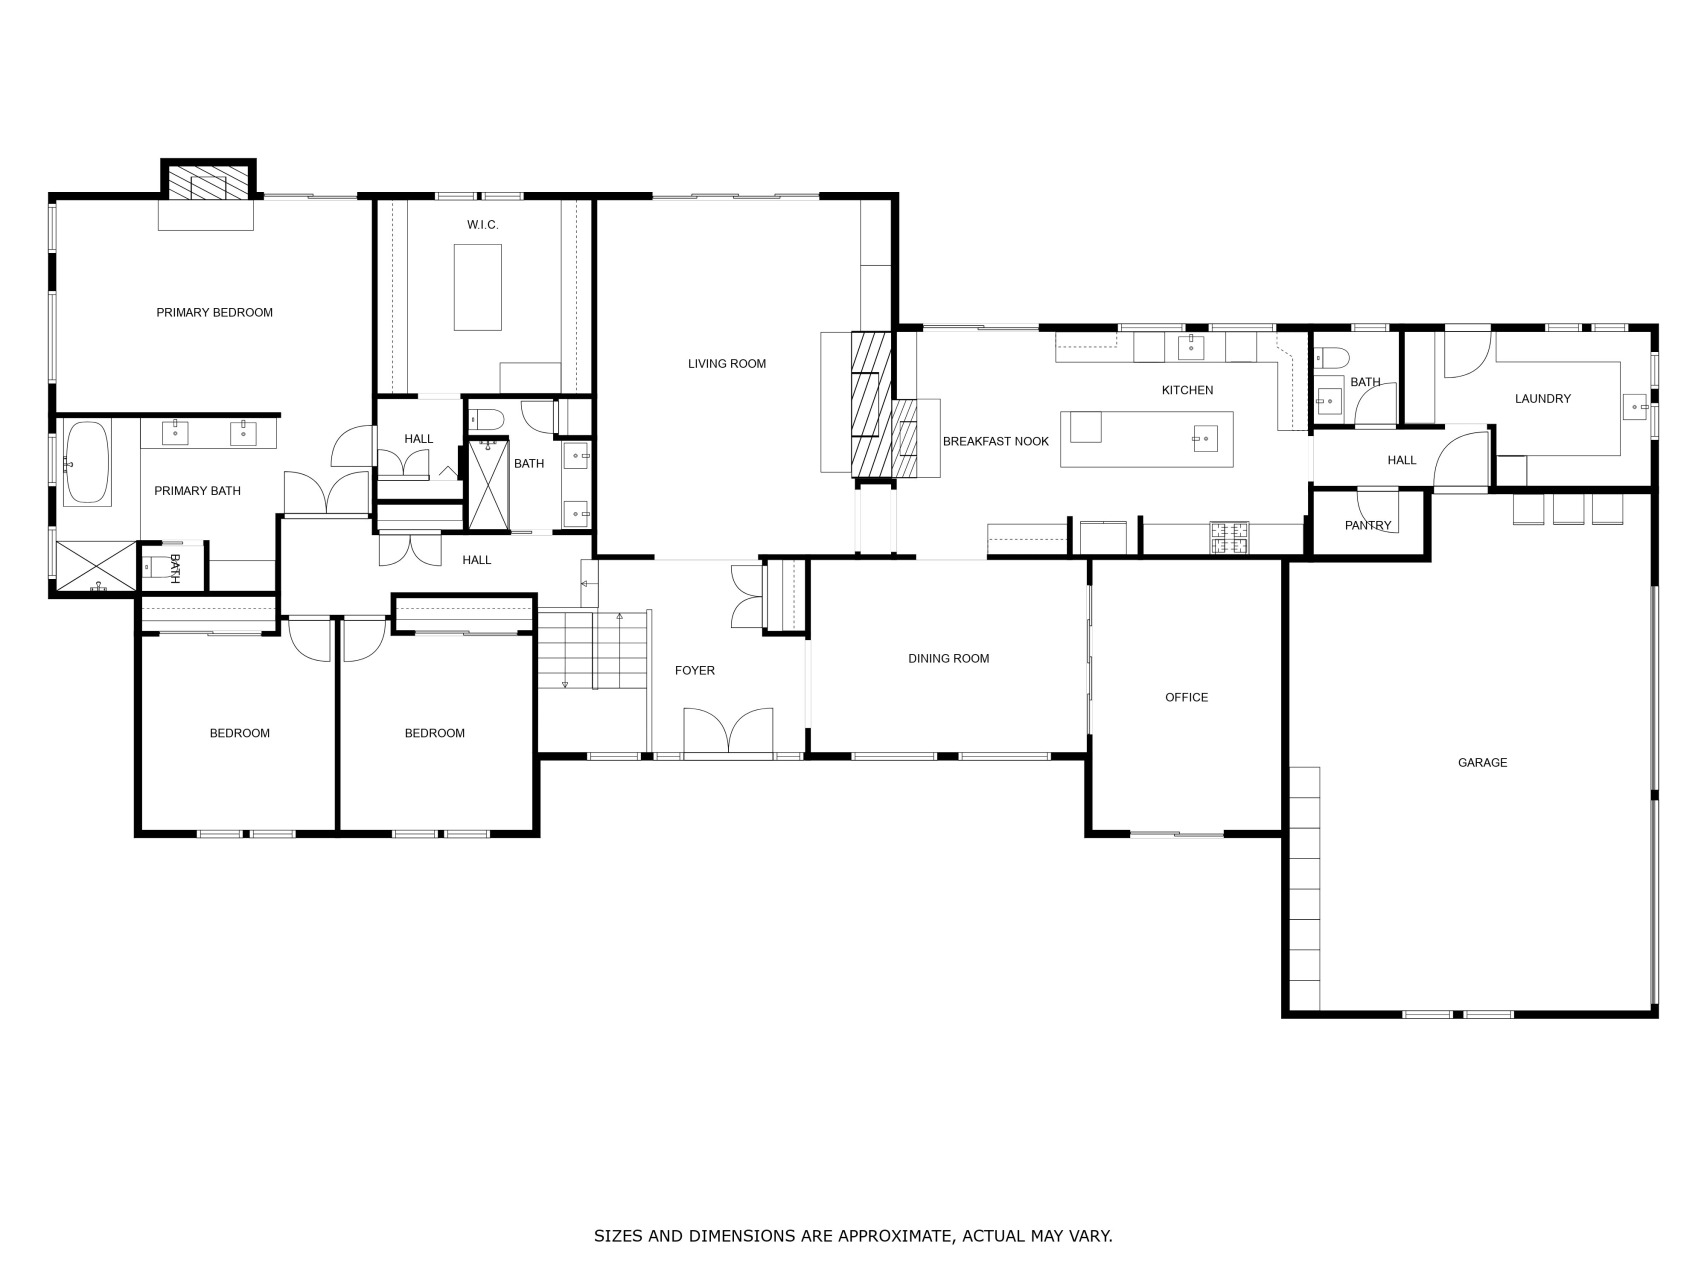 W.I.C.
PRIMARY BEDROOM
LIVING ROOM
BATH
KITCHEN
LAUNDRY
HALL
BREAKFAST NOOK
HALL
BATH
PRIMARY BATH
PANTRY
HALL
BATH
DINING ROOM
FOYER
OFFICE
BEDROOM
BEDROOM
GARAGE
SIZES AND DIMENSIONS ARE APPROXIMATE, ACTUAL MAY VARY.